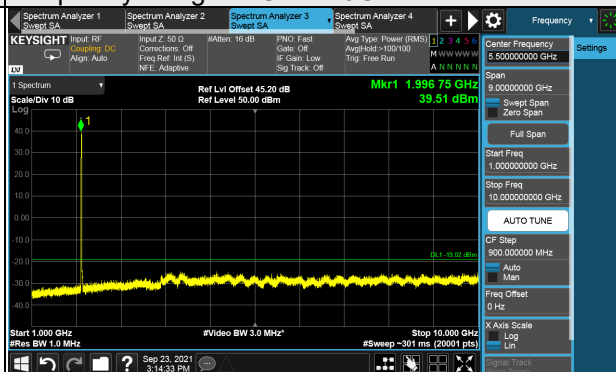 Spectrum Analyzer 1
Swept SA
Spectrum Analyzer 2
Swept SA
Spectrum Analyzer 3
Swept SA
Spectrum Analyzer 4
Swept SA
Frequency
KEYSIGHT
Input: RF
Coupling: DC
Align: Auto
Input Z: 50 Ω
Corrections: Off
Freq Ref: Int (S)
NFE: Adaptive
#Atten: 16 dB
PNO: Fast
Gate: Off
IF Gain: Low
Sig Track: Off
Avg Type: Power (RMS)
Avg|Hold:>100/100
Trig: Free Run
1 2 3 4 5 6
M W W W W W
A N N N N N
LXI
1 Spectrum
Scale/Div 10 dB
Log
Ref Lvl Offset 45.20 dB
Ref Level 50.00 dBm
Mkr1 1.996 75 GHz
39.51 dBm
1
40.0
30.0
20.0
10.0
0.00
-10.0
-20.0
-30.0
-40.0
DL1 -19.02 dBm
Start 1.000 GHz
#Res BW 1.0 MHz
#Video BW 3.0 MHz*
Stop 10.000 GHz
#Sweep ~301 ms (20001 pts)
Sep 23, 2021
3:14:33 PM
Center Frequency
5.500000000 GHz
Settings
Span
9.00000000 GHz
Swept Span
Zero Span
Full Span
Start Freq
1.000000000 GHz
Stop Freq
10.000000000 GHz
AUTO TUNE
CF Step
900.000000 MHz
Auto
Man
Freq Offset
0 Hz
X Axis Scale
Log
Lin
Signal Track